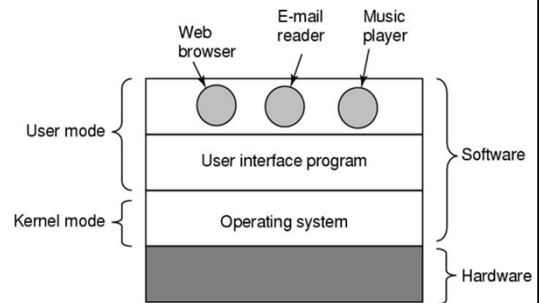 E-mail
reader
Music
player
Web
browser
User mode
User interface program
Software
Kernel mode
Operating system
Hardware